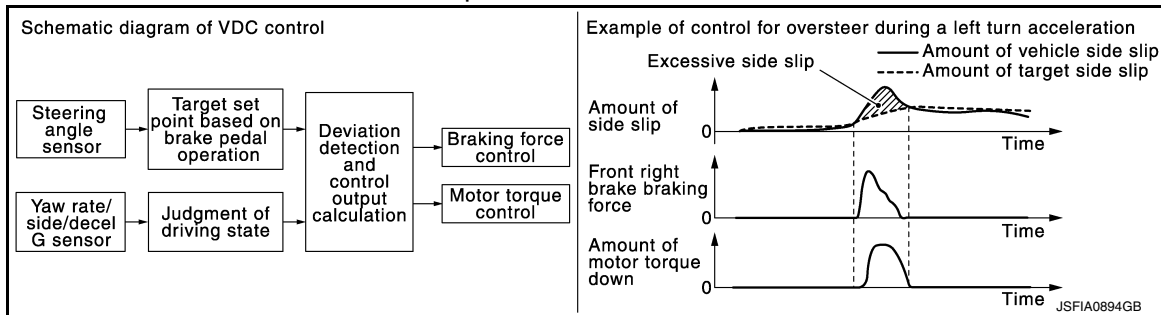 Schematic diagram of VDC control
Steering
angle
sensor
Target set
point based on
brake pedal
operation
Yaw rate/
side/decel
G sensor
Judgment of
driving state
Deviation
detection
and
control
output
calculation
Braking force
control
Motor torque
control
Example of control for oversteer during a left turn acceleration
Amount of vehicle side slip
Amount of target side slip
Excessive side slip
Amount of
side slip
0
Time
Front right
brake braking
force
0
Time
Amount of
motor torque
down
0
Time
JSFIA0894GB